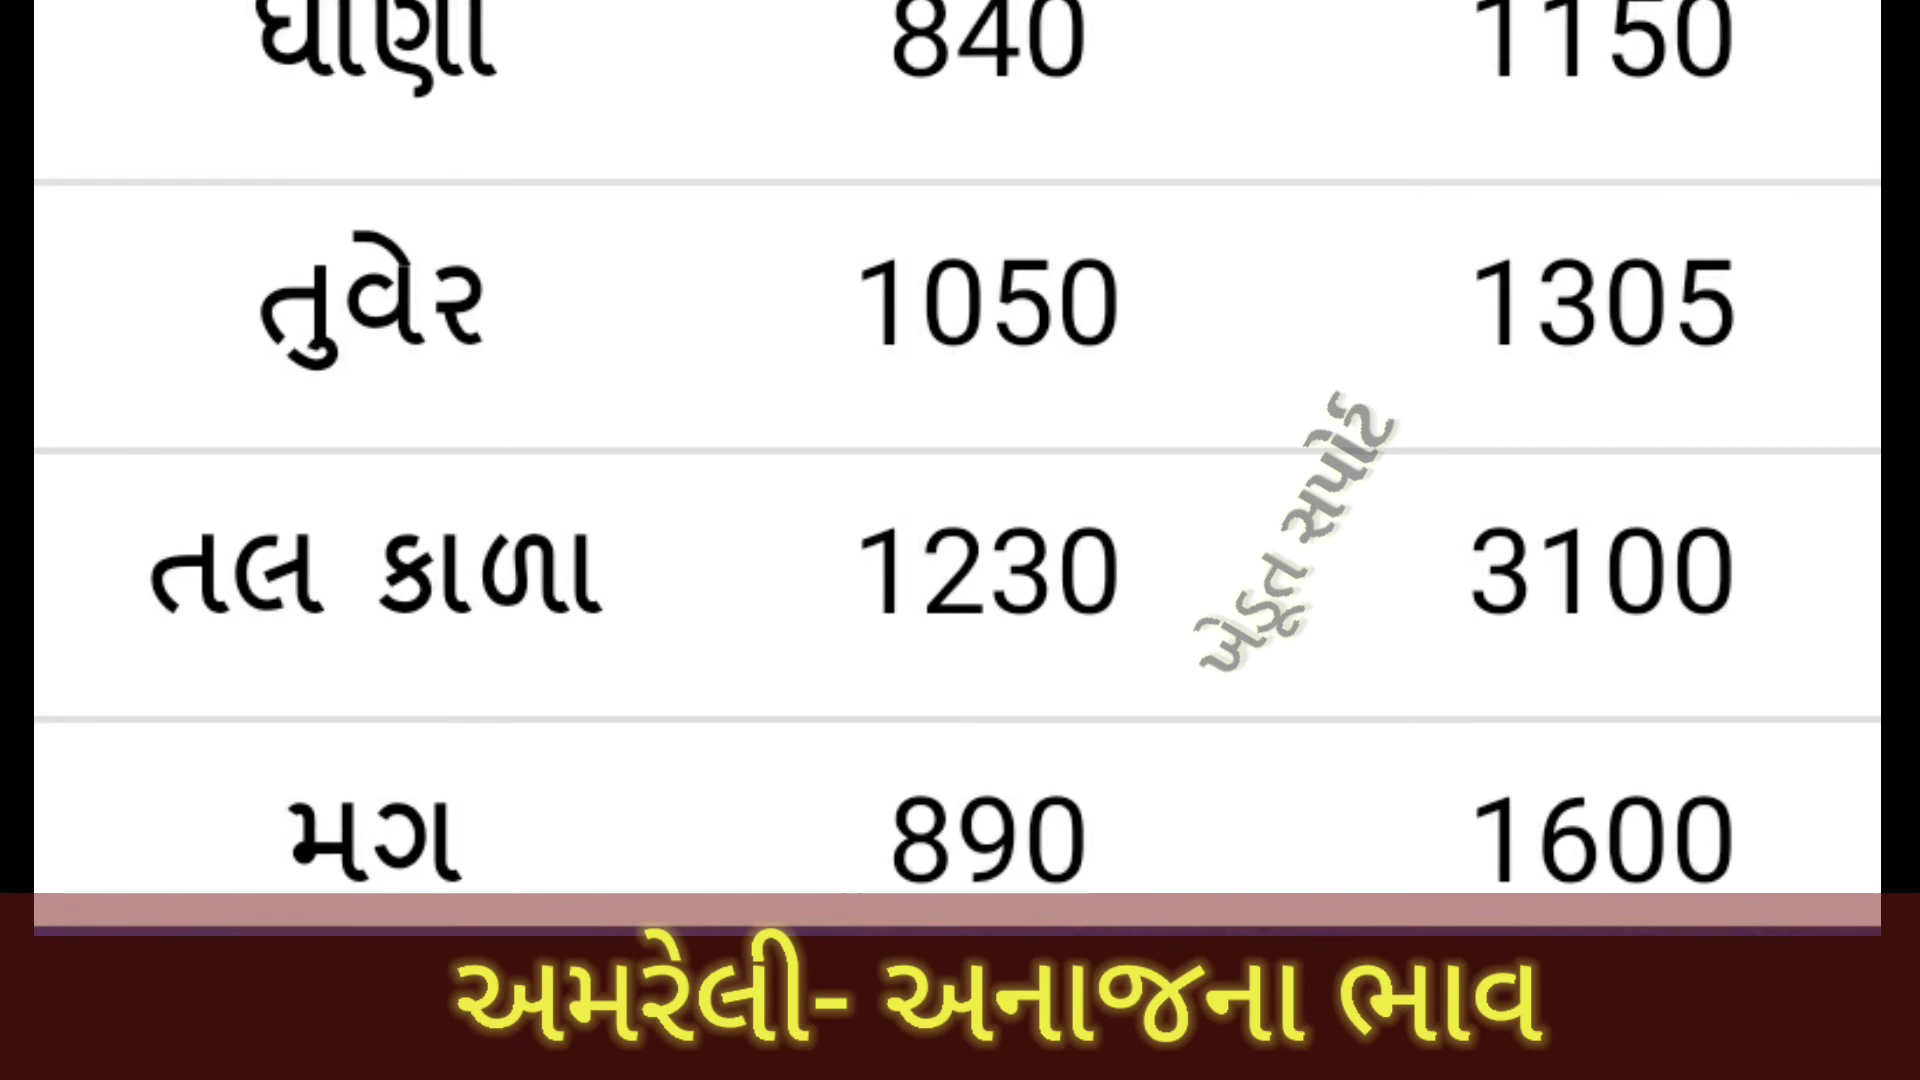 840 1150
તુવેર 1050 1305
તલ કાળા 1230 3100
ખેડૂત સપોર્ટ
મગ 890 1600
અમરેલી- અનાજના ભાવ